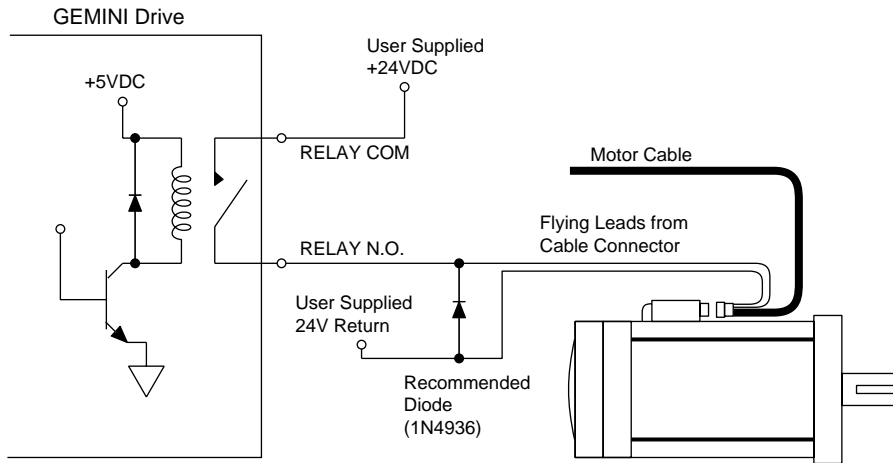 GEMINI Drive
User Supplied
+24VDC
+5VDC
RELAY COM
Motor Cable
Flying Leads from
Cable Connector
RELAY N.O.
User Supplied
24V Return
Recommended
Diode
(1N4936)